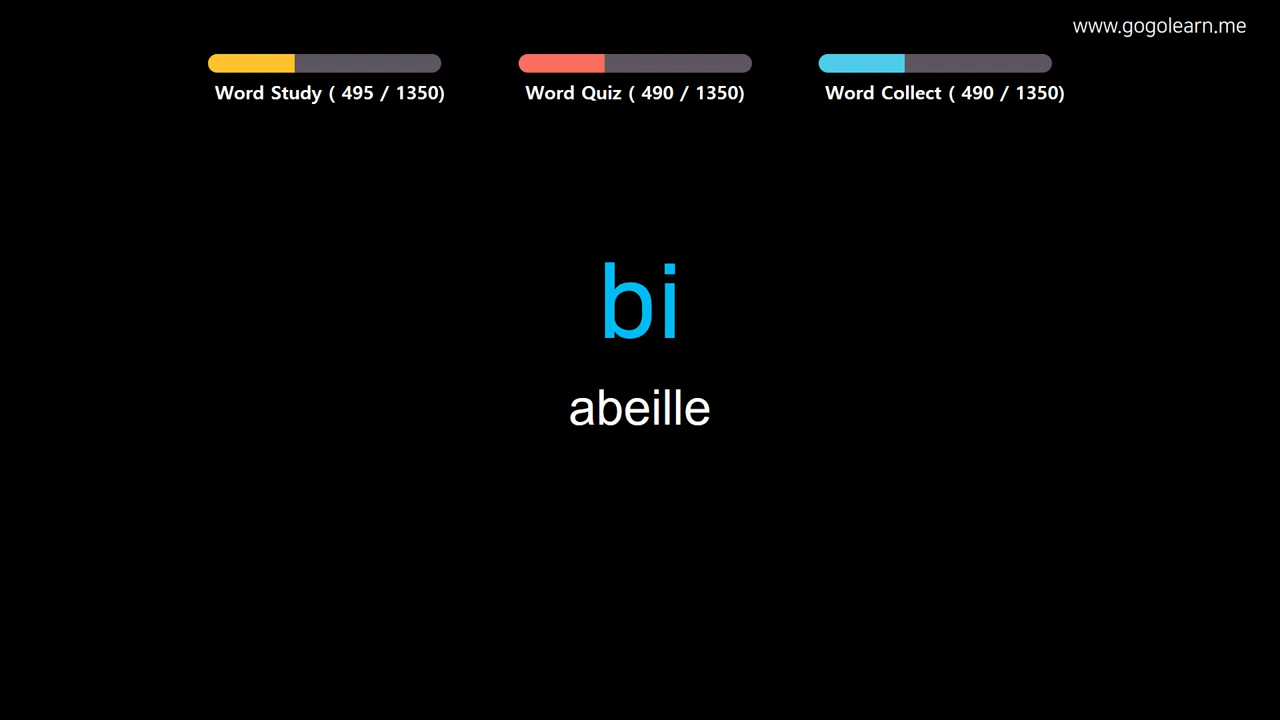 www.gogolearn.me
Word Study ( 495 / 1350)
Word Quiz ( 490 / 1350)
Word Collect ( 490 / 1350)
bi
abeille